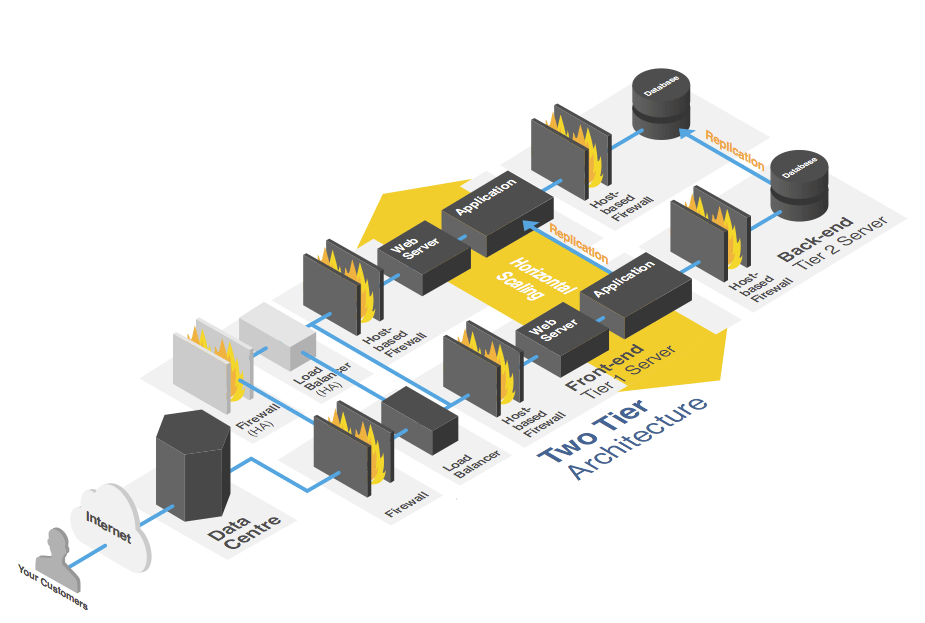 Database
Replication
Database
Host-
based
Firewall
Application
Web
Server
Replication
Back-end
Tier 2 Server
Host-
based
Firewall
Horizontal
Scaling
Application
Web
Server
Host-
based
Firewall
Front-end
Tier 1 Server
Load
Balancer
(HA)
Host-
based
Firewall
Two Tier
Architecture
Firewall
(HA)
Load
Balancer
Firewall
Data
Centre
Internet
Your Customers